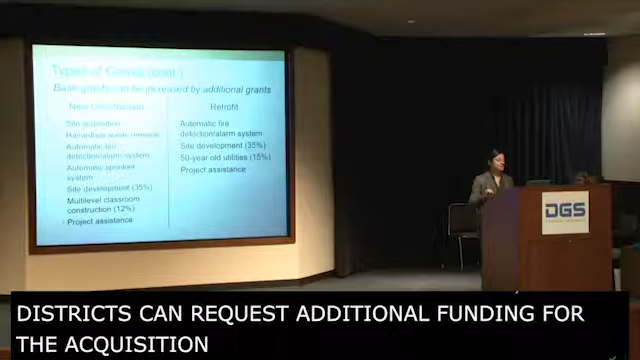 Types of Grants (cont.)
Base grants can be increased by additional grants
New Construction
Site acquisition
Hazardous waste removal
Automatic fire
detection/alarm system
Automatic sprinkler
system
Site development (35%)
Multilevel classroom
construction (12%)
Project assistance
Retrofit
Automatic fire
detection/alarm system
Site development (35%)
50-year old utilities (15%)
Project assistance
DGS
DISTRICTS CAN REQUEST ADDITIONAL FUNDING FOR
THE ACQUISITION